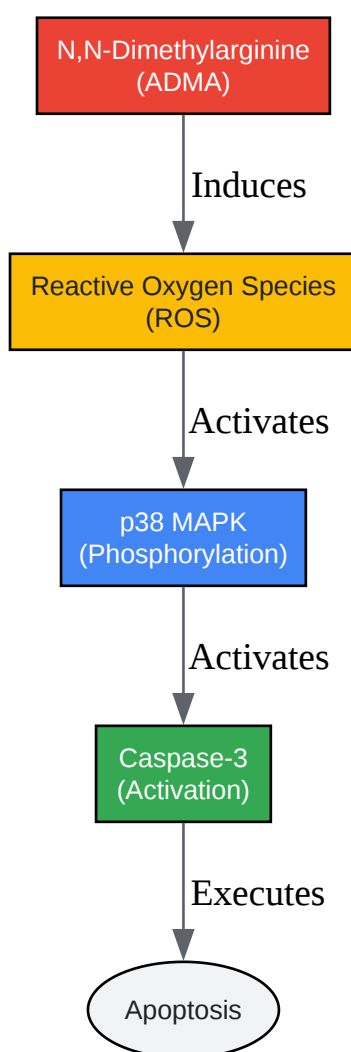 N,N-Dimethylarginine
(ADMA)
Induces
Reactive Oxygen Species
(ROS)
Activates
p38 MAPK
(Phosphorylation)
Activates
Caspase-3
(Activation)
Executes
Apoptosis